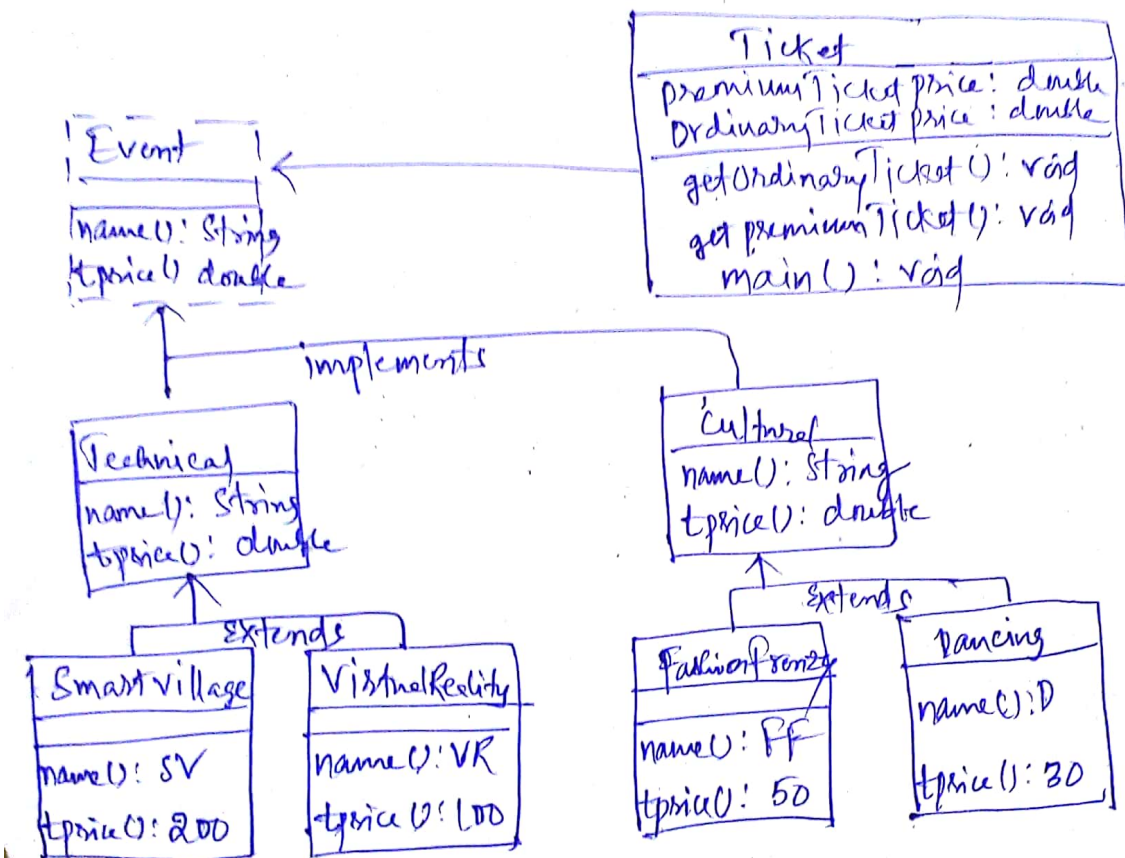 Ticket
premiumTicket price: double
OrdinaryTicket price: double
getOrdinaryTicket(): void
get premiumTicket(): void
main(): void
Event
name(): String
tprice() double
implements
Technical
name(): String
tprice(): double
Cultural
name(): String
tprice(): double
Extends
Smartvillage
name(): SV
tprice(): 200
VirtualReality
name(): VR
tprice(): 100
Extends
FashionFrenzy
name(): FF
tprice(): 50
Dancing
name(): D
tprice(): 30